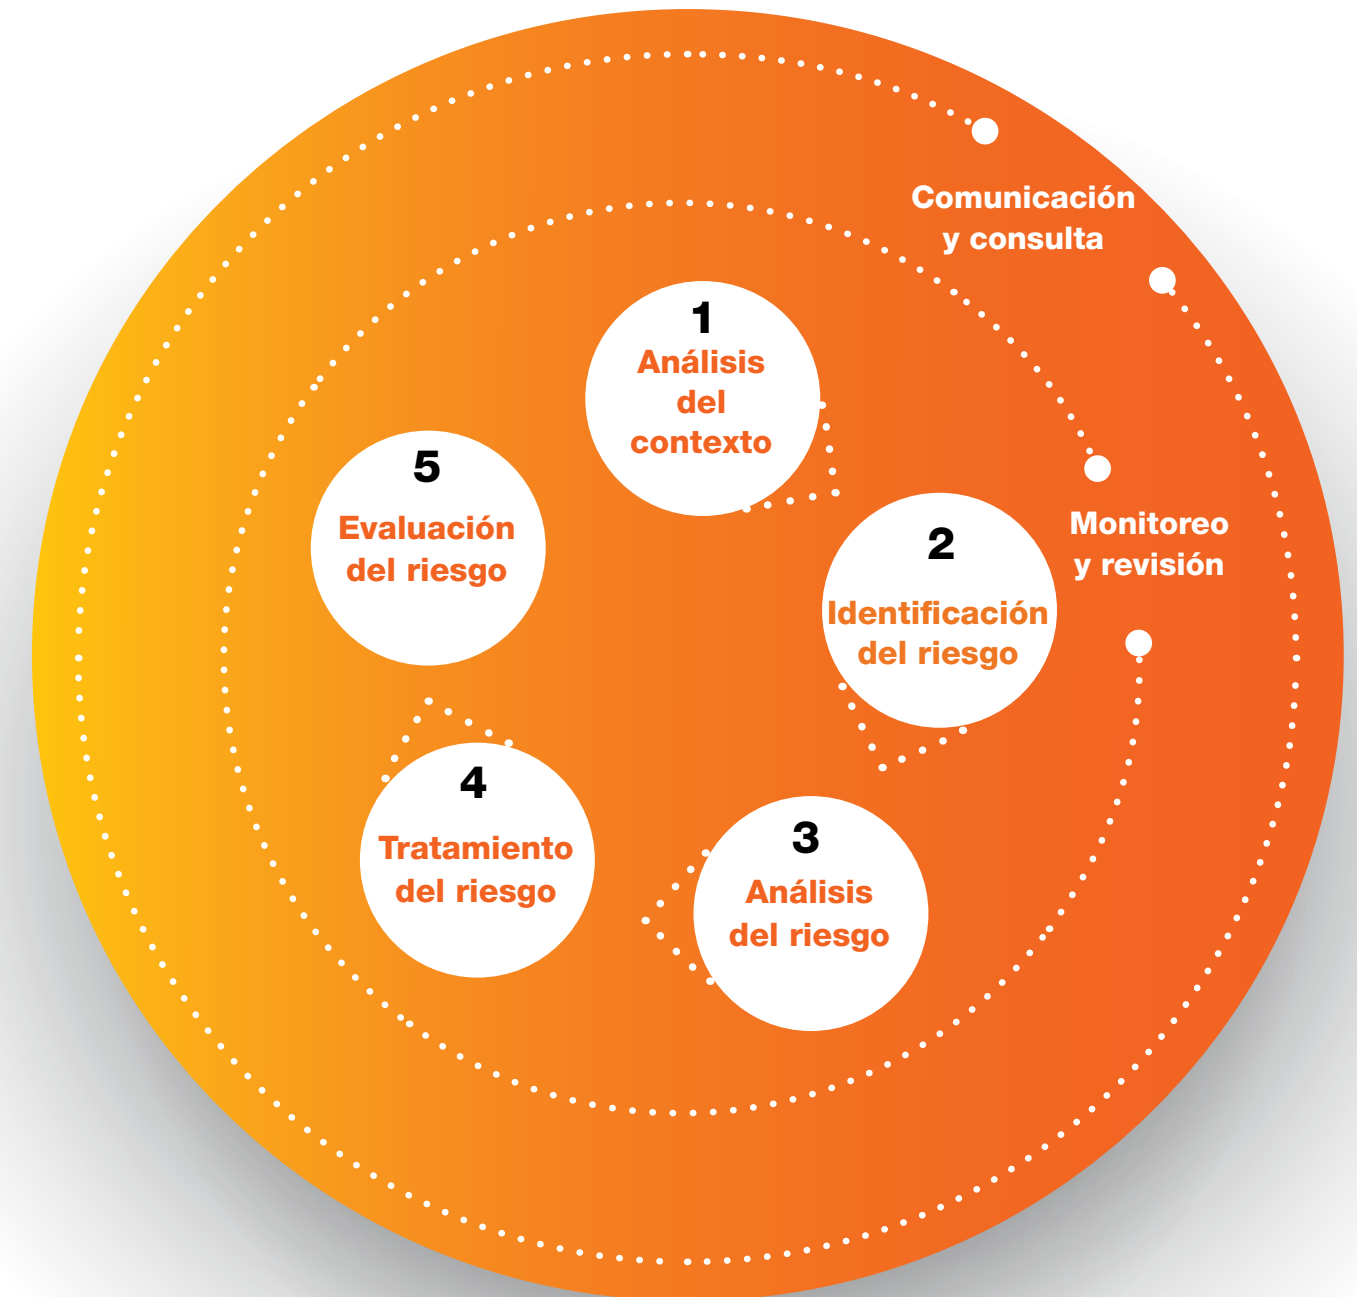 Comunicación
y consulta
1
Análisis
del
contexto
5
Evaluación
del riesgo
2
Identificación
del riesgo
Monitoreo
y revisión
4
Tratamiento
del riesgo
3
Análisis
del riesgo